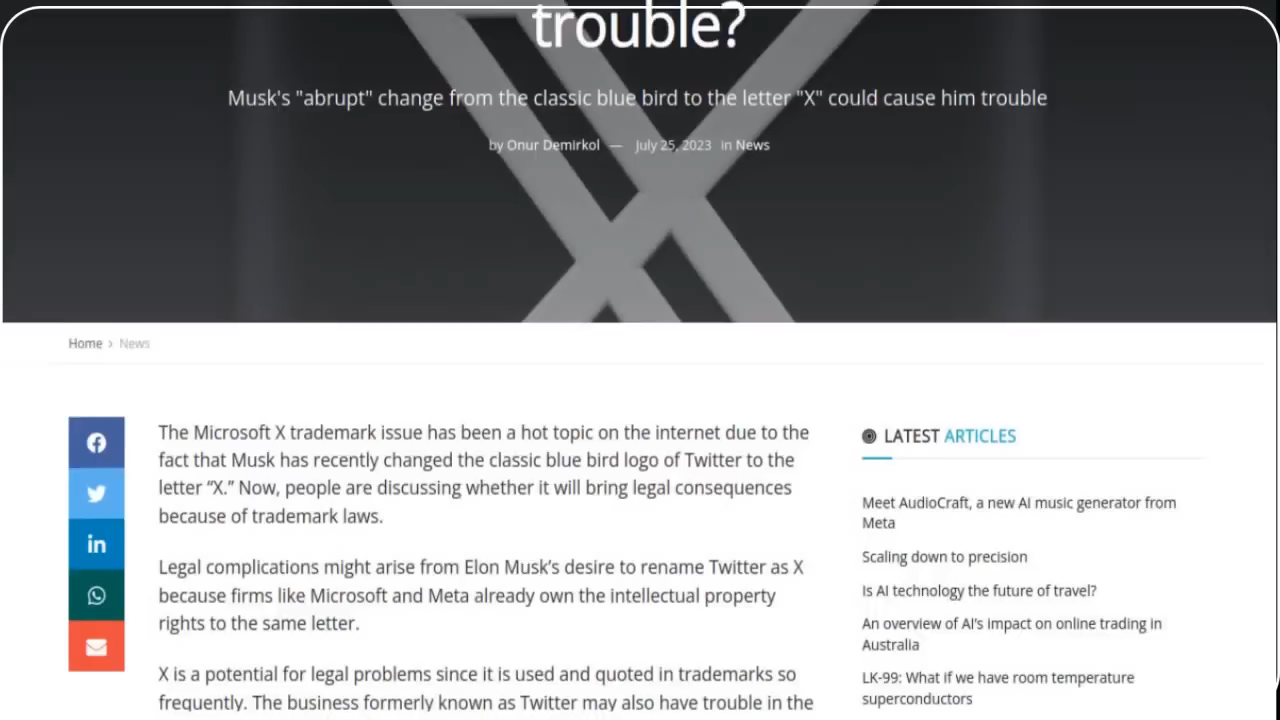 trouble?
Musk's "abrupt" change from the classic blue bird to the letter "X" could cause him trouble
by Onur Demirkol — July 25, 2023 in News
Home > News
The Microsoft X trademark issue has been a hot topic on the internet due to the
fact that Musk has recently changed the classic blue bird logo of Twitter to the
letter “X.” Now, people are discussing whether it will bring legal consequences
because of trademark laws.
Legal complications might arise from Elon Musk’s desire to rename Twitter as X
because firms like Microsoft and Meta already own the intellectual property
rights to the same letter.
X is a potential for legal problems since it is used and quoted in trademarks so
frequently. The business formerly known as Twitter may also have trouble in the
LATEST ARTICLES
Meet AudioCraft, a new AI music generator from
Meta
Scaling down to precision
Is AI technology the future of travel?
An overview of AI’s impact on online trading in
Australia
LK-99: What if we have room temperature
superconductors